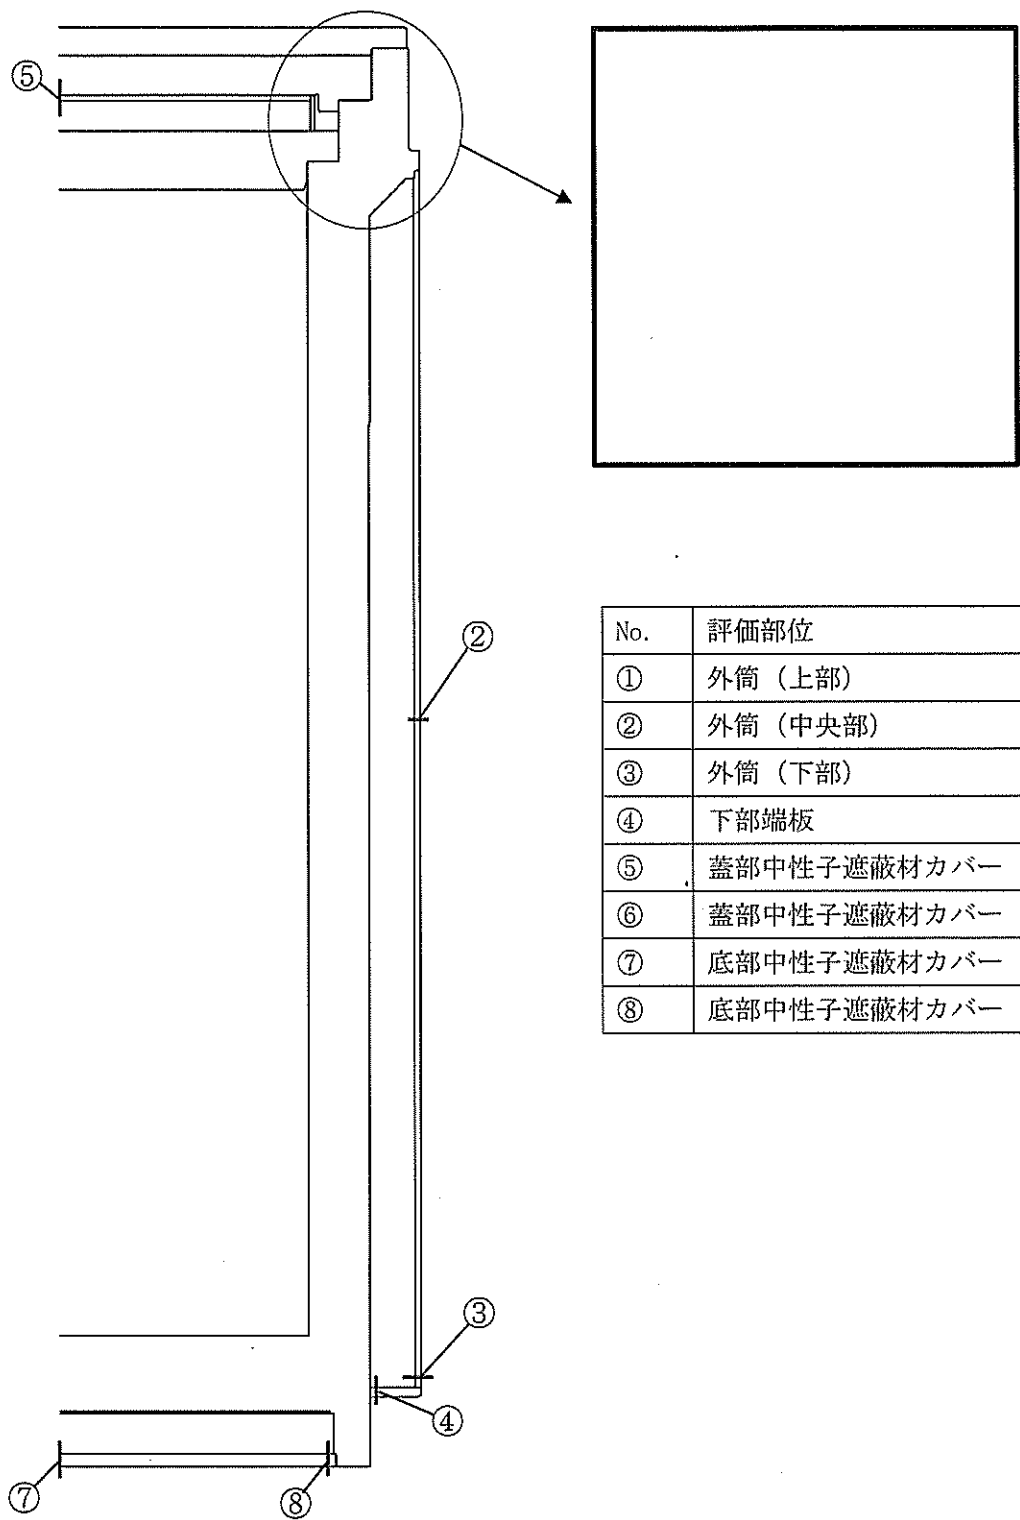 ⑤
②
③
④
⑦
⑧
No. 評価部位
① 外筒（上部）
② 外筒（中央部）
③ 外筒（下部）
④ 下部端板
⑤ 蓋部中性子遮蔽材カバー
⑥ 蓋部中性子遮蔽材カバー
⑦ 底部中性子遮蔽材カバー
⑧ 底部中性子遮蔽材カバー